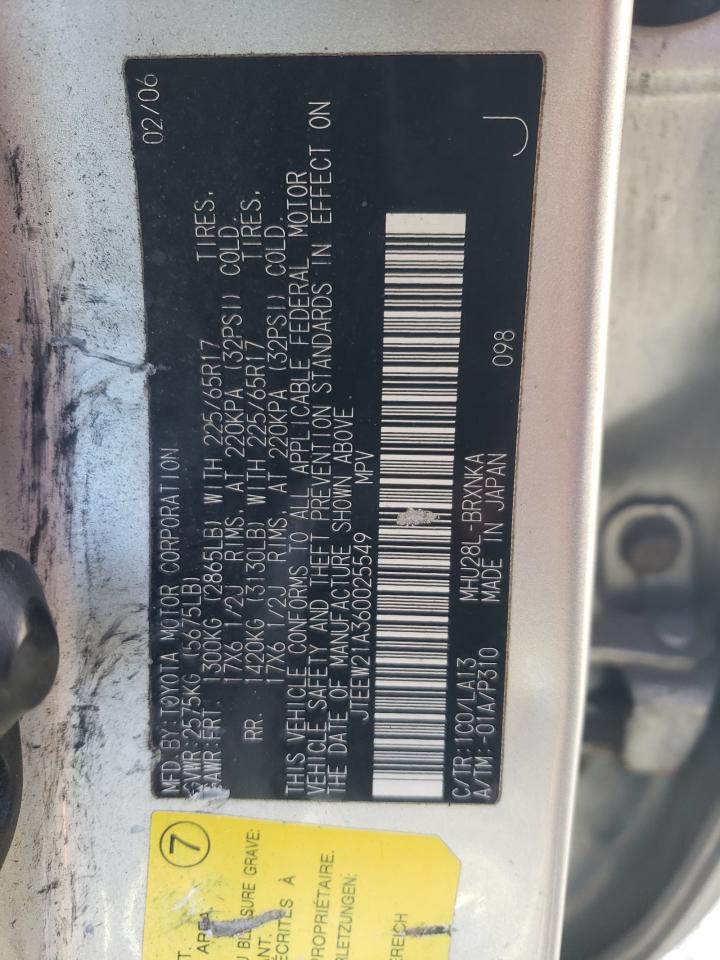 MFD. BY: TOYOTA MOTOR CORPORATION 02/06
GVWR: 2575KG (5675LB)
GAWR: FRT. 1300KG (2865LB) WITH 225/65R17 TIRES,
17X6 1/2J RIMS, AT 220KPA (32PSI) COLD.
RR. 1420KG (3130LB) WITH 225/65R17 TIRES,
17X6 1/2J RIMS, AT 220KPA (32PSI) COLD.
THIS VEHICLE CONFORMS TO ALL APPLICABLE FEDERAL MOTOR
VEHICLE SAFETY AND THEFT PREVENTION STANDARDS IN EFFECT ON
THE DATE OF MANUFACTURE SHOWN ABOVE.
JTEEW21A360025549 MPV
C/TR: 1C0/LA13 MHU28L-BRXNKA
A/TM: -01A/P310 MADE IN JAPAN 098 J
7
BLESSURE GRAVE:
ÉCRITES À
PROPRIÉTAIRE.